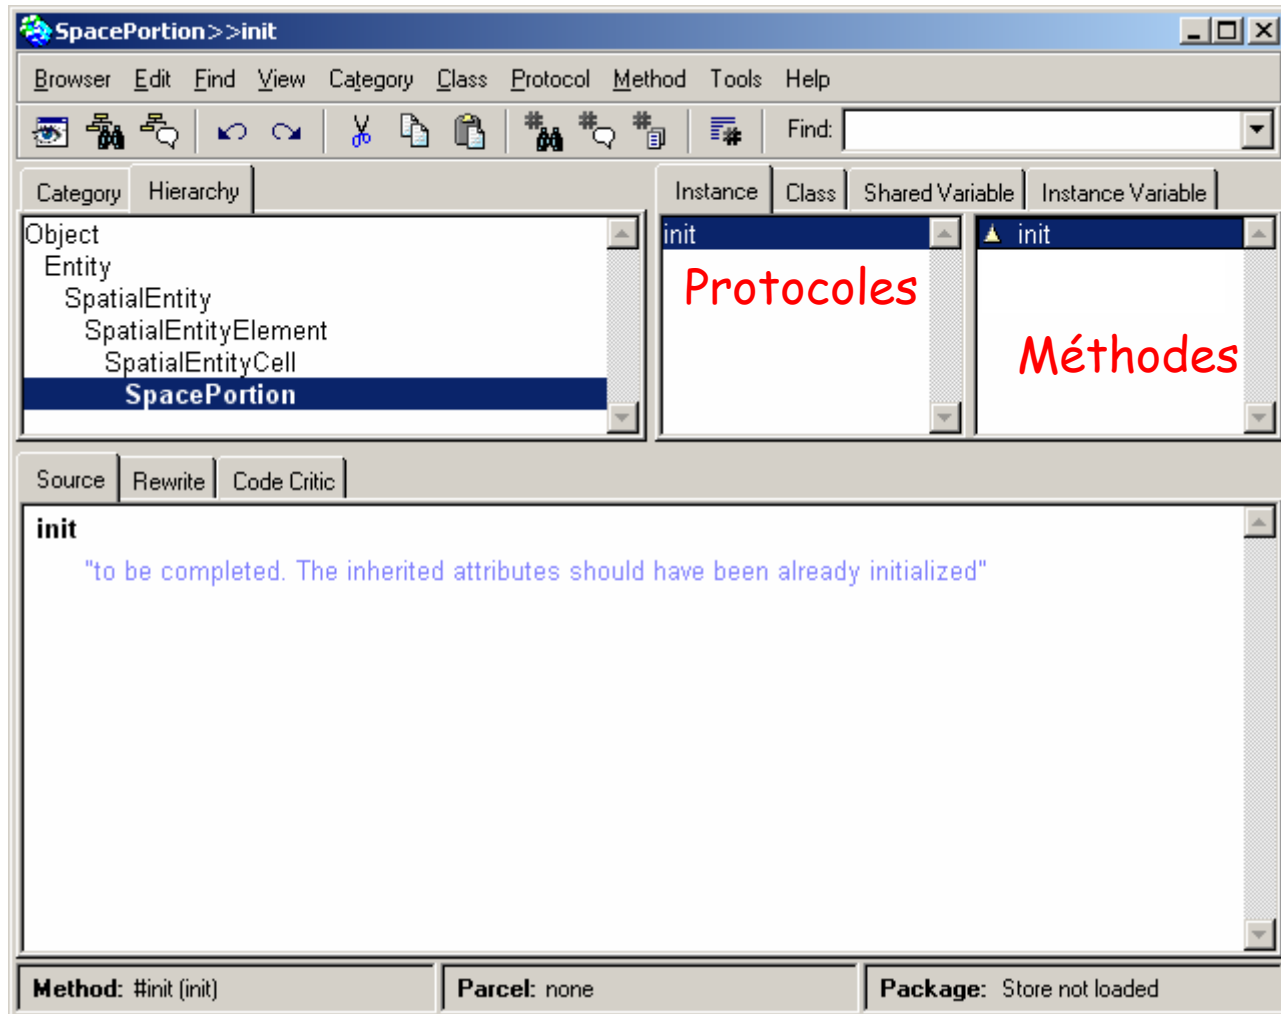 SpacePortion>>init
Browser Edit Find View Category Class Protocol Method Tools Help
Find:
Category Hierarchy
Instance Class Shared Variable Instance Variable
Object
Entity
SpatialEntity
SpatialEntityElement
SpatialEntityCell
SpacePortion
init
Protocoles
init
Méthodes
Source Rewrite Code Critic
init
"to be completed. The inherited attributes should have been already initialized"
Method: #init (init)
Parcel: none
Package: Store not loaded